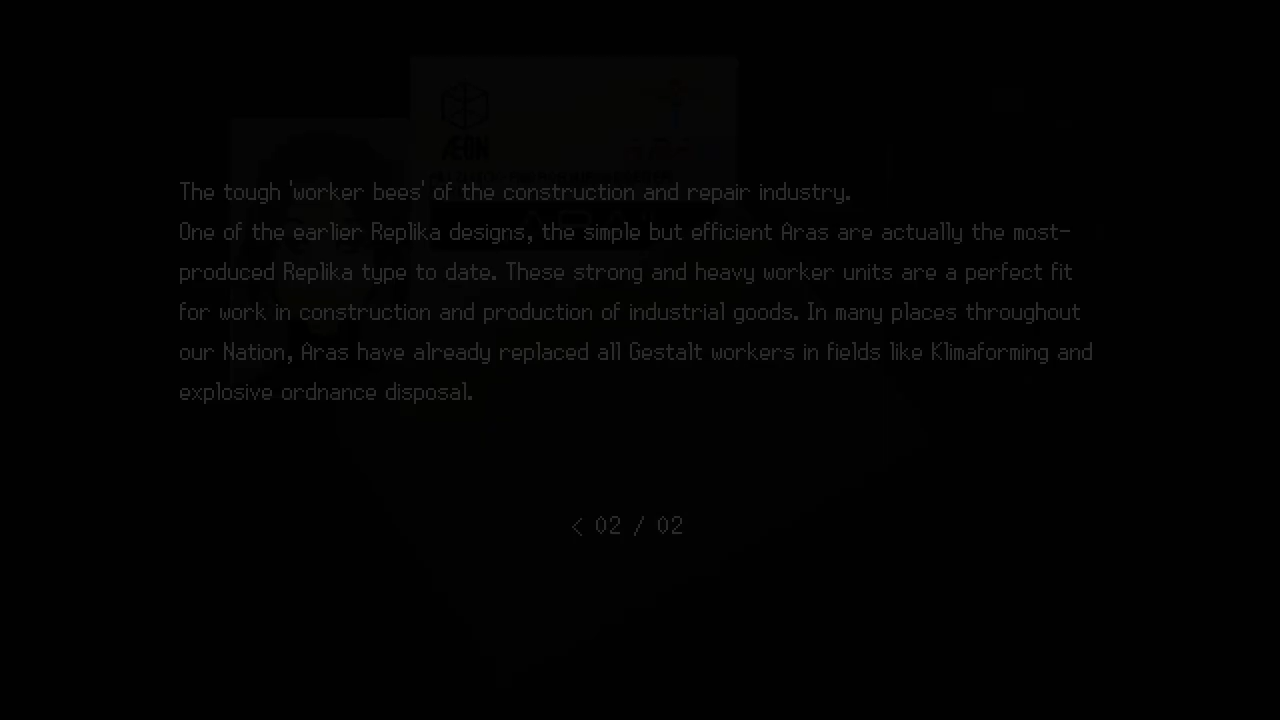 ÆON
The tough 'worker bees' of the construction and repair industry.
One of the earlier Replika designs, the simple but efficient Aras are actually the most-
produced Replika type to date. These strong and heavy worker units are a perfect fit
for work in construction and production of industrial goods. In many places throughout
our Nation, Aras have already replaced all Gestalt workers in fields like Klimaforming and
explosive ordnance disposal.
< 02 / 02